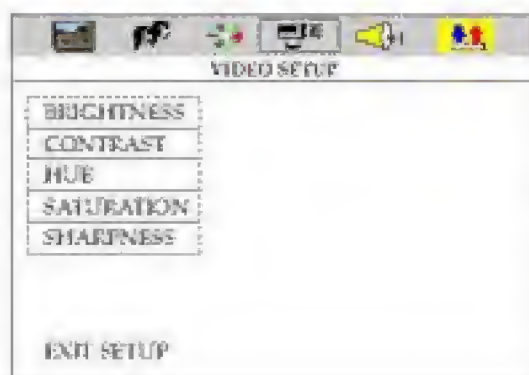 VIDEO SETUP
BRIGHTNESS
CONTRAST
HUE
SATURATION
SHARPNESS
EXIT SETUP